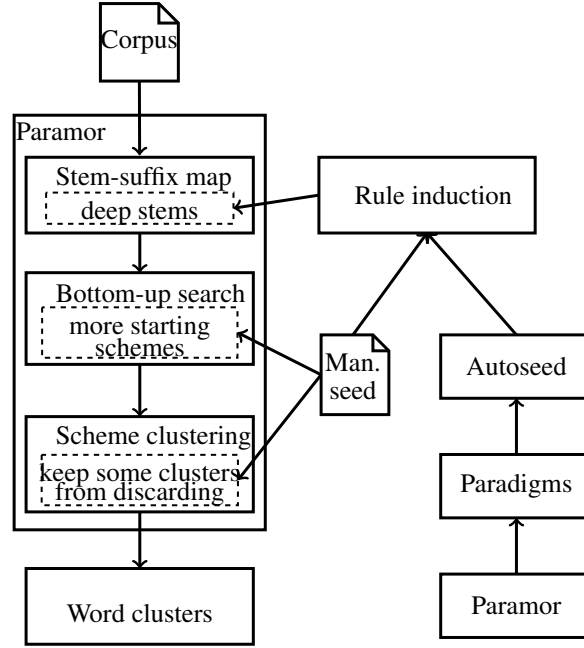 Corpus
Paramor
Stem-suffix map
deep stems
Rule induction
Bottom-up search
more starting
schemes
Man.
seed
Autoseed
Scheme clustering
keep some clusters
from discarding
Paradigms
Word clusters
Paramor